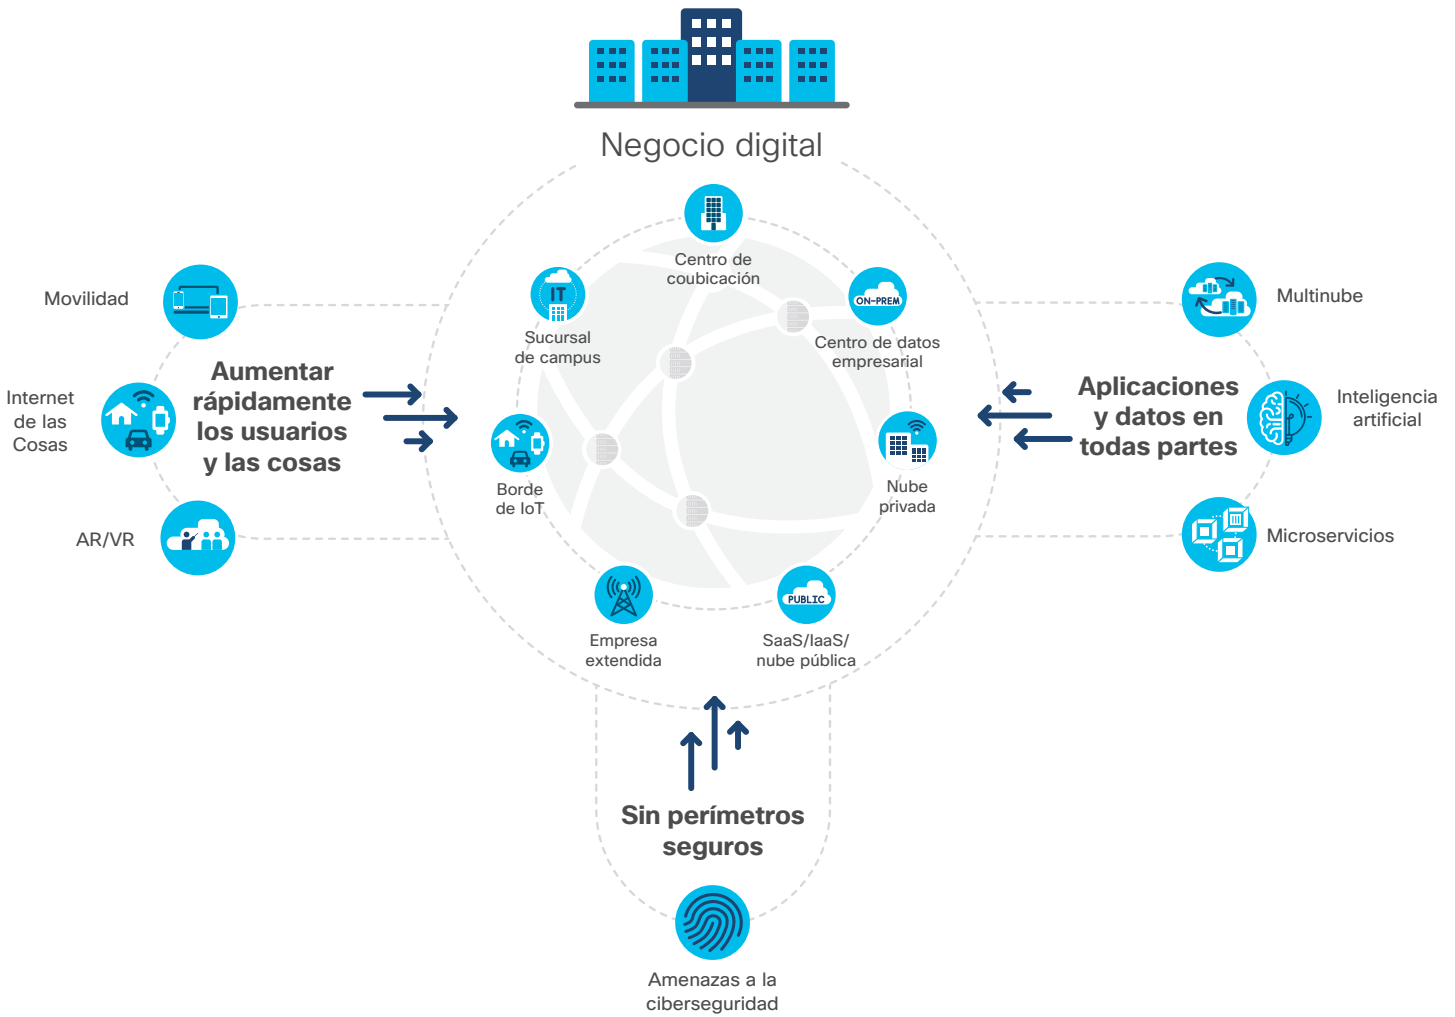 Negocio digital
Centro de
coubicación
IT
Sucursal
de campus
ON-PREM
Centro de datos
empresarial
Borde
de IoT
Nube
privada
Empresa
extendida
PUBLIC
SaaS/IaaS/
nube pública
Movilidad
Internet
de las
Cosas
AR/VR
Aumentar
rápidamente
los usuarios
y las cosas
Aplicaciones
y datos en
todas partes
Multinube
Inteligencia
artificial
Microservicios
Sin perímetros
seguros
Amenazas a la
ciberseguridad